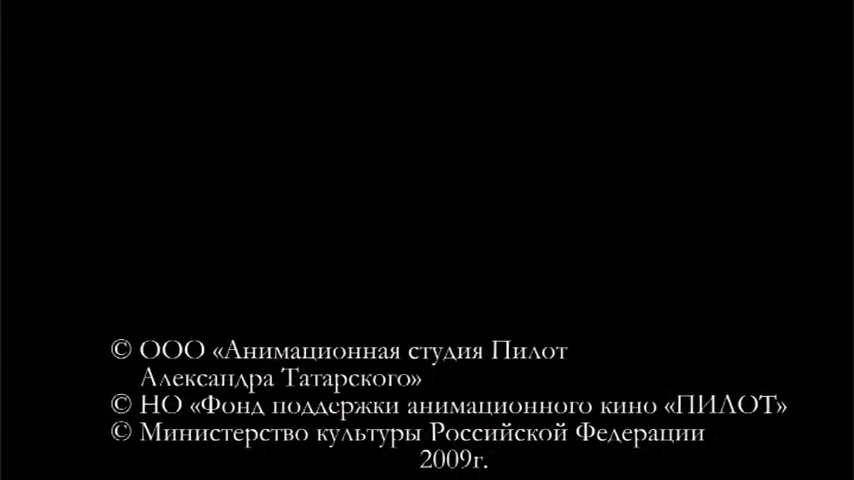 © ООО «Анимационная студия Пилот
Александра Татарского»
© НО «Фонд поддержки анимационного кино «ПИЛОТ»
© Министерство культуры Российской Федерации
2009г.